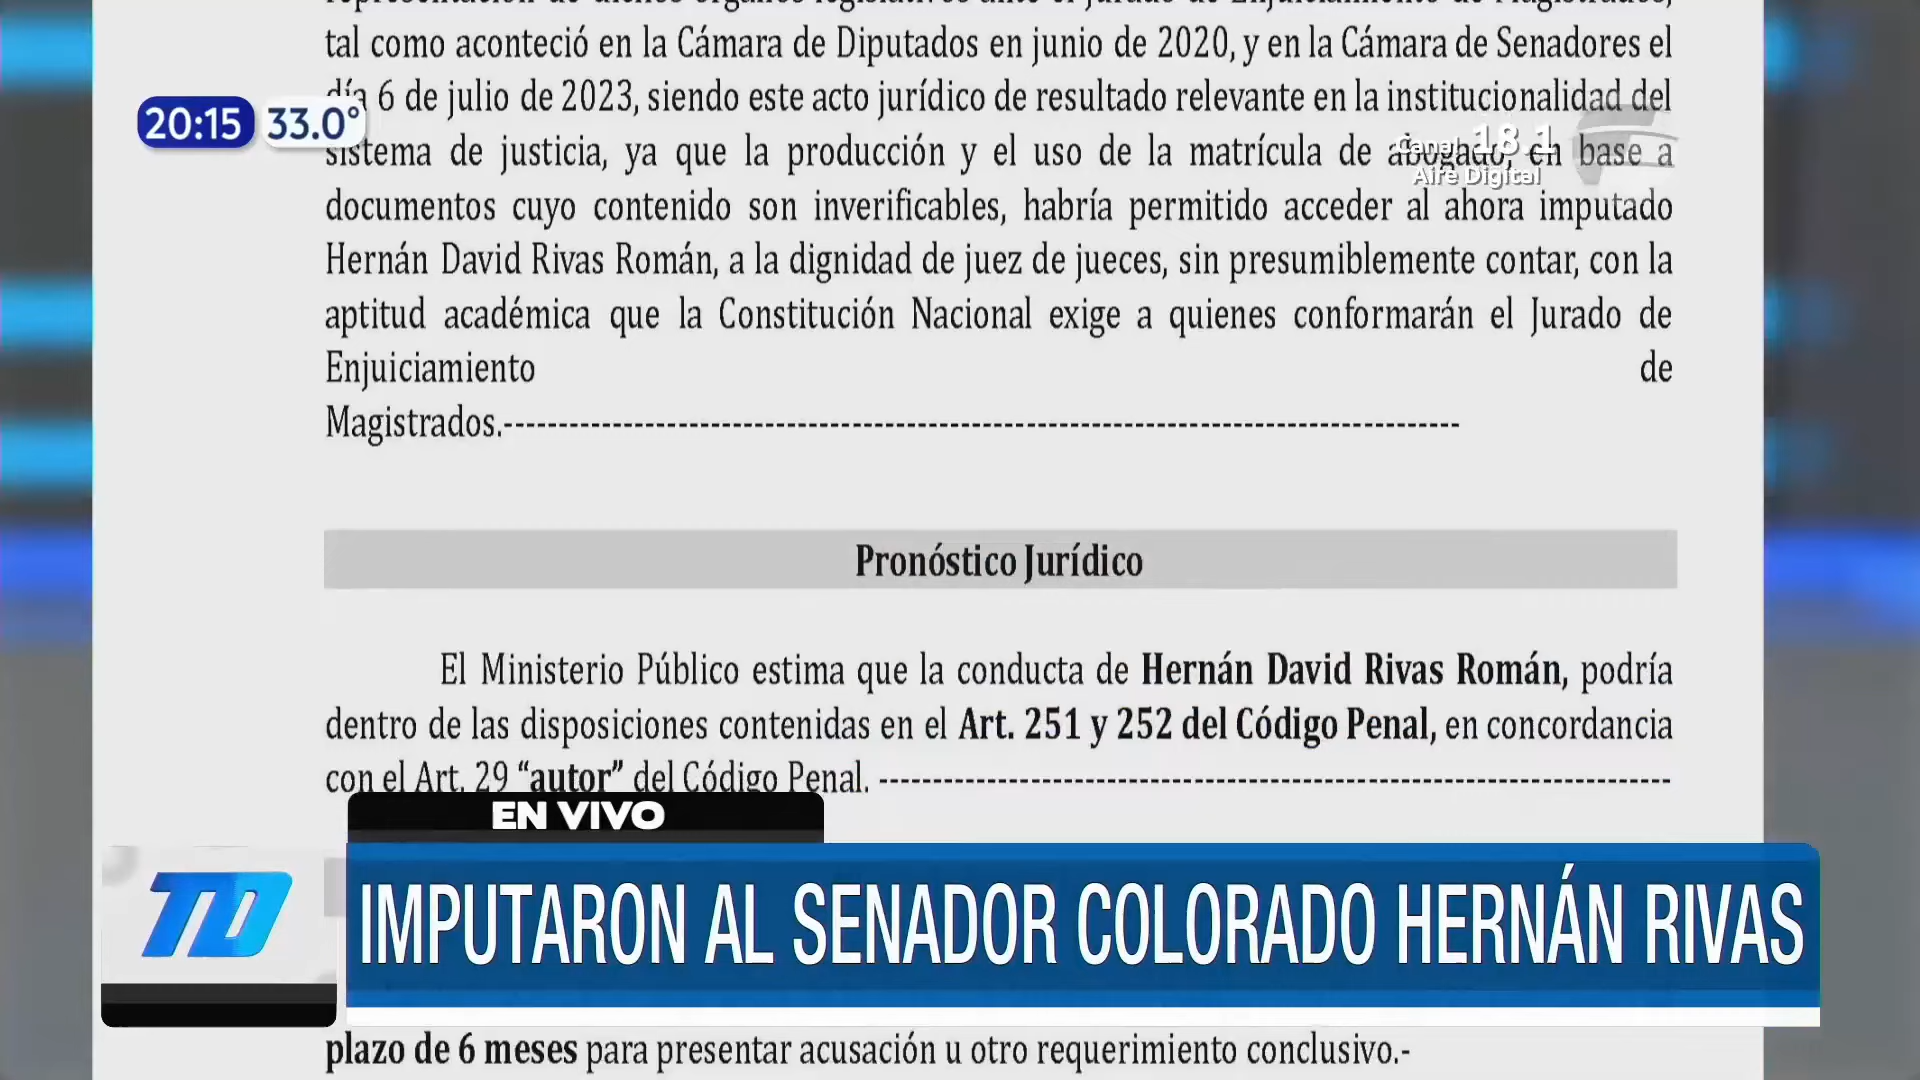 tal como aconteció en la Cámara de Diputados en junio de 2020, y en la Cámara de Senadores el
día 6 de julio de 2023, siendo este acto jurídico de resultado relevante en la institucionalidad del
20:15 33.0°
Canal 18.1
Aire Digital
sistema de justicia, ya que la producción y el uso de la matrícula de abogado, en base a
documentos cuyo contenido son inverificables, habría permitido acceder al ahora imputado
Hernán David Rivas Román, a la dignidad de juez de jueces, sin presumiblemente contar, con la
aptitud académica que la Constitución Nacional exige a quienes conformarán el Jurado de
Enjuiciamiento de
Magistrados.----------------------------------------------------------------------------------------
Pronóstico Jurídico
El Ministerio Público estima que la conducta de Hernán David Rivas Román, podría
dentro de las disposiciones contenidas en el Art. 251 y 252 del Código Penal, en concordancia
con el Art. 29 “autor” del Código Penal. -------------------------------------------------------------------------
EN VIVO
TD
IMPUTARON AL SENADOR COLORADO HERNÁN RIVAS
plazo de 6 meses para presentar acusación u otro requerimiento conclusivo.-